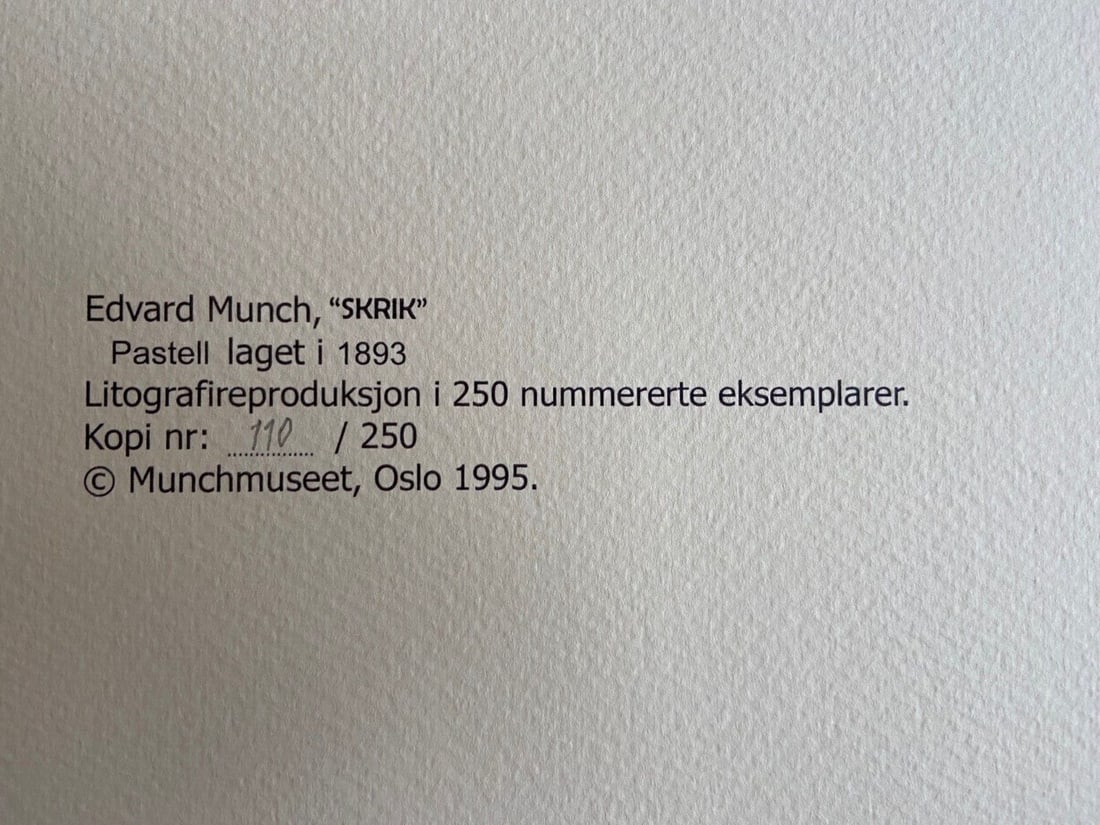 Edvard Munch, “SKRIK”
Pastell laget i 1893
Litografireproduksjon i 250 nummererte eksemplarer.
Kopi nr: 110 / 250
© Munchmuseet, Oslo 1995.